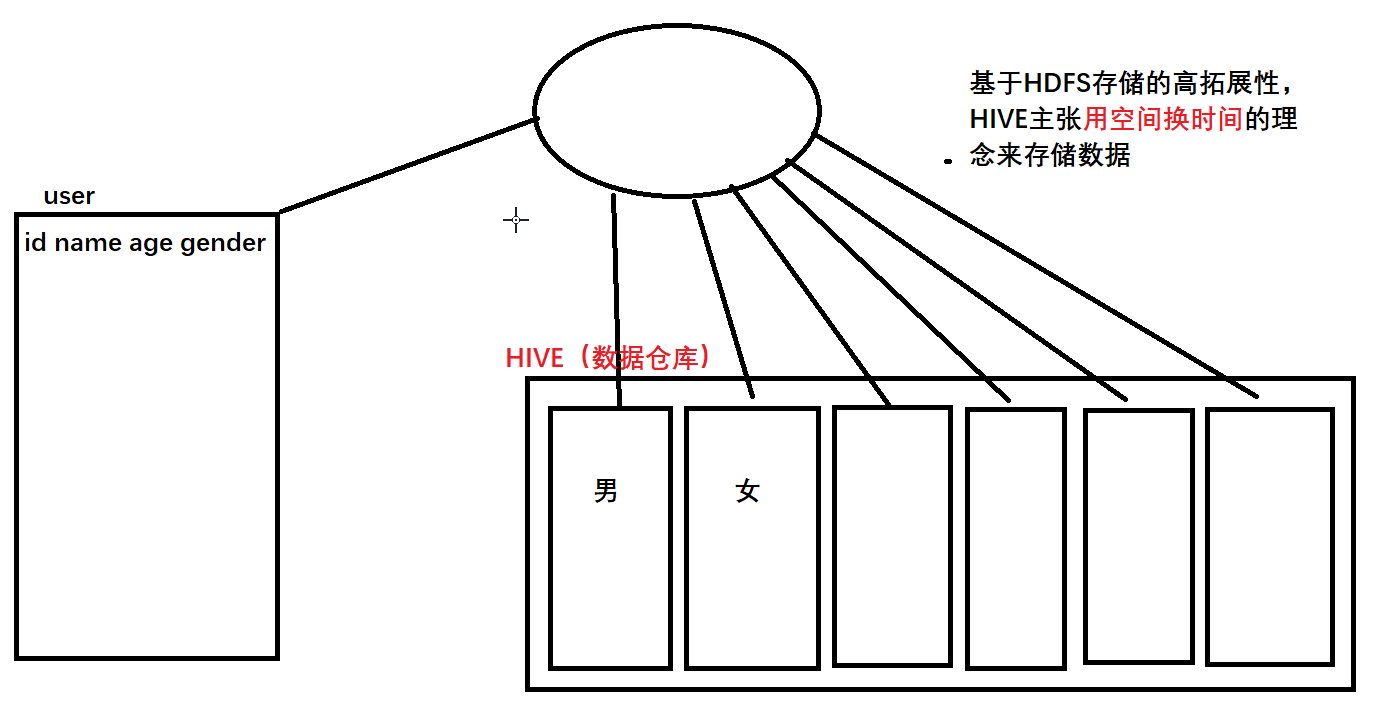 基于HDFS存储的高拓展性，
HIVE主张用空间换时间的理
念来存储数据
user
id name age gender
HIVE（数据仓库）
男
女